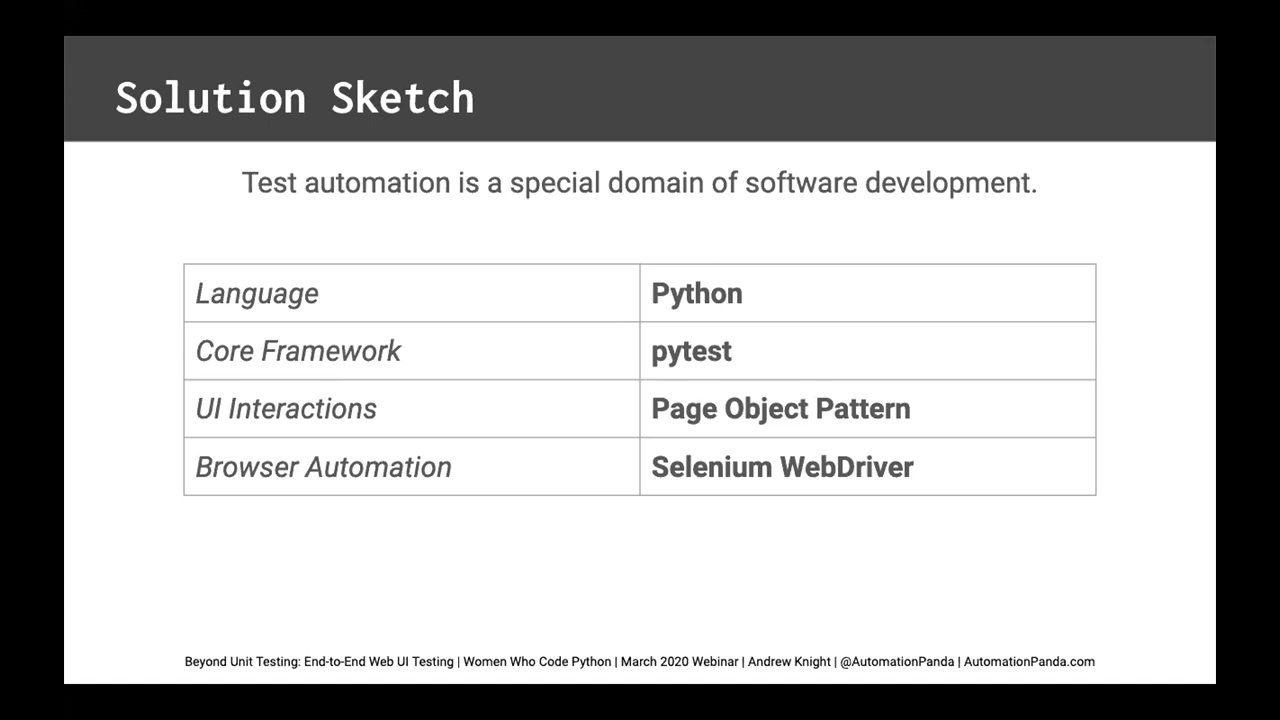 Solution Sketch
Test automation is a special domain of software development.
Language Python
Core Framework pytest
UI Interactions Page Object Pattern
Browser Automation Selenium WebDriver
Beyond Unit Testing: End-to-End Web UI Testing | Women Who Code Python | March 2020 Webinar | Andrew Knight | @AutomationPanda | AutomationPanda.com